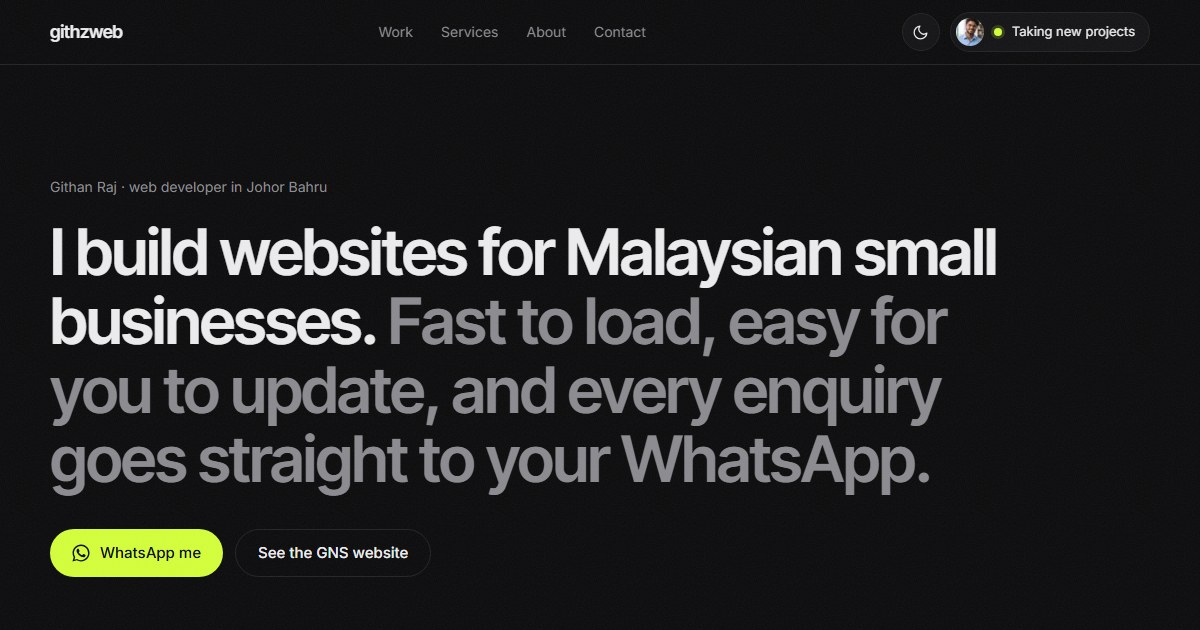 githzweb
Work Services About Contact
Taking new projects
Githan Raj · web developer in Johor Bahru
I build websites for Malaysian small
businesses. Fast to load, easy for
you to update, and every enquiry
goes straight to your WhatsApp.
WhatsApp me
See the GNS website